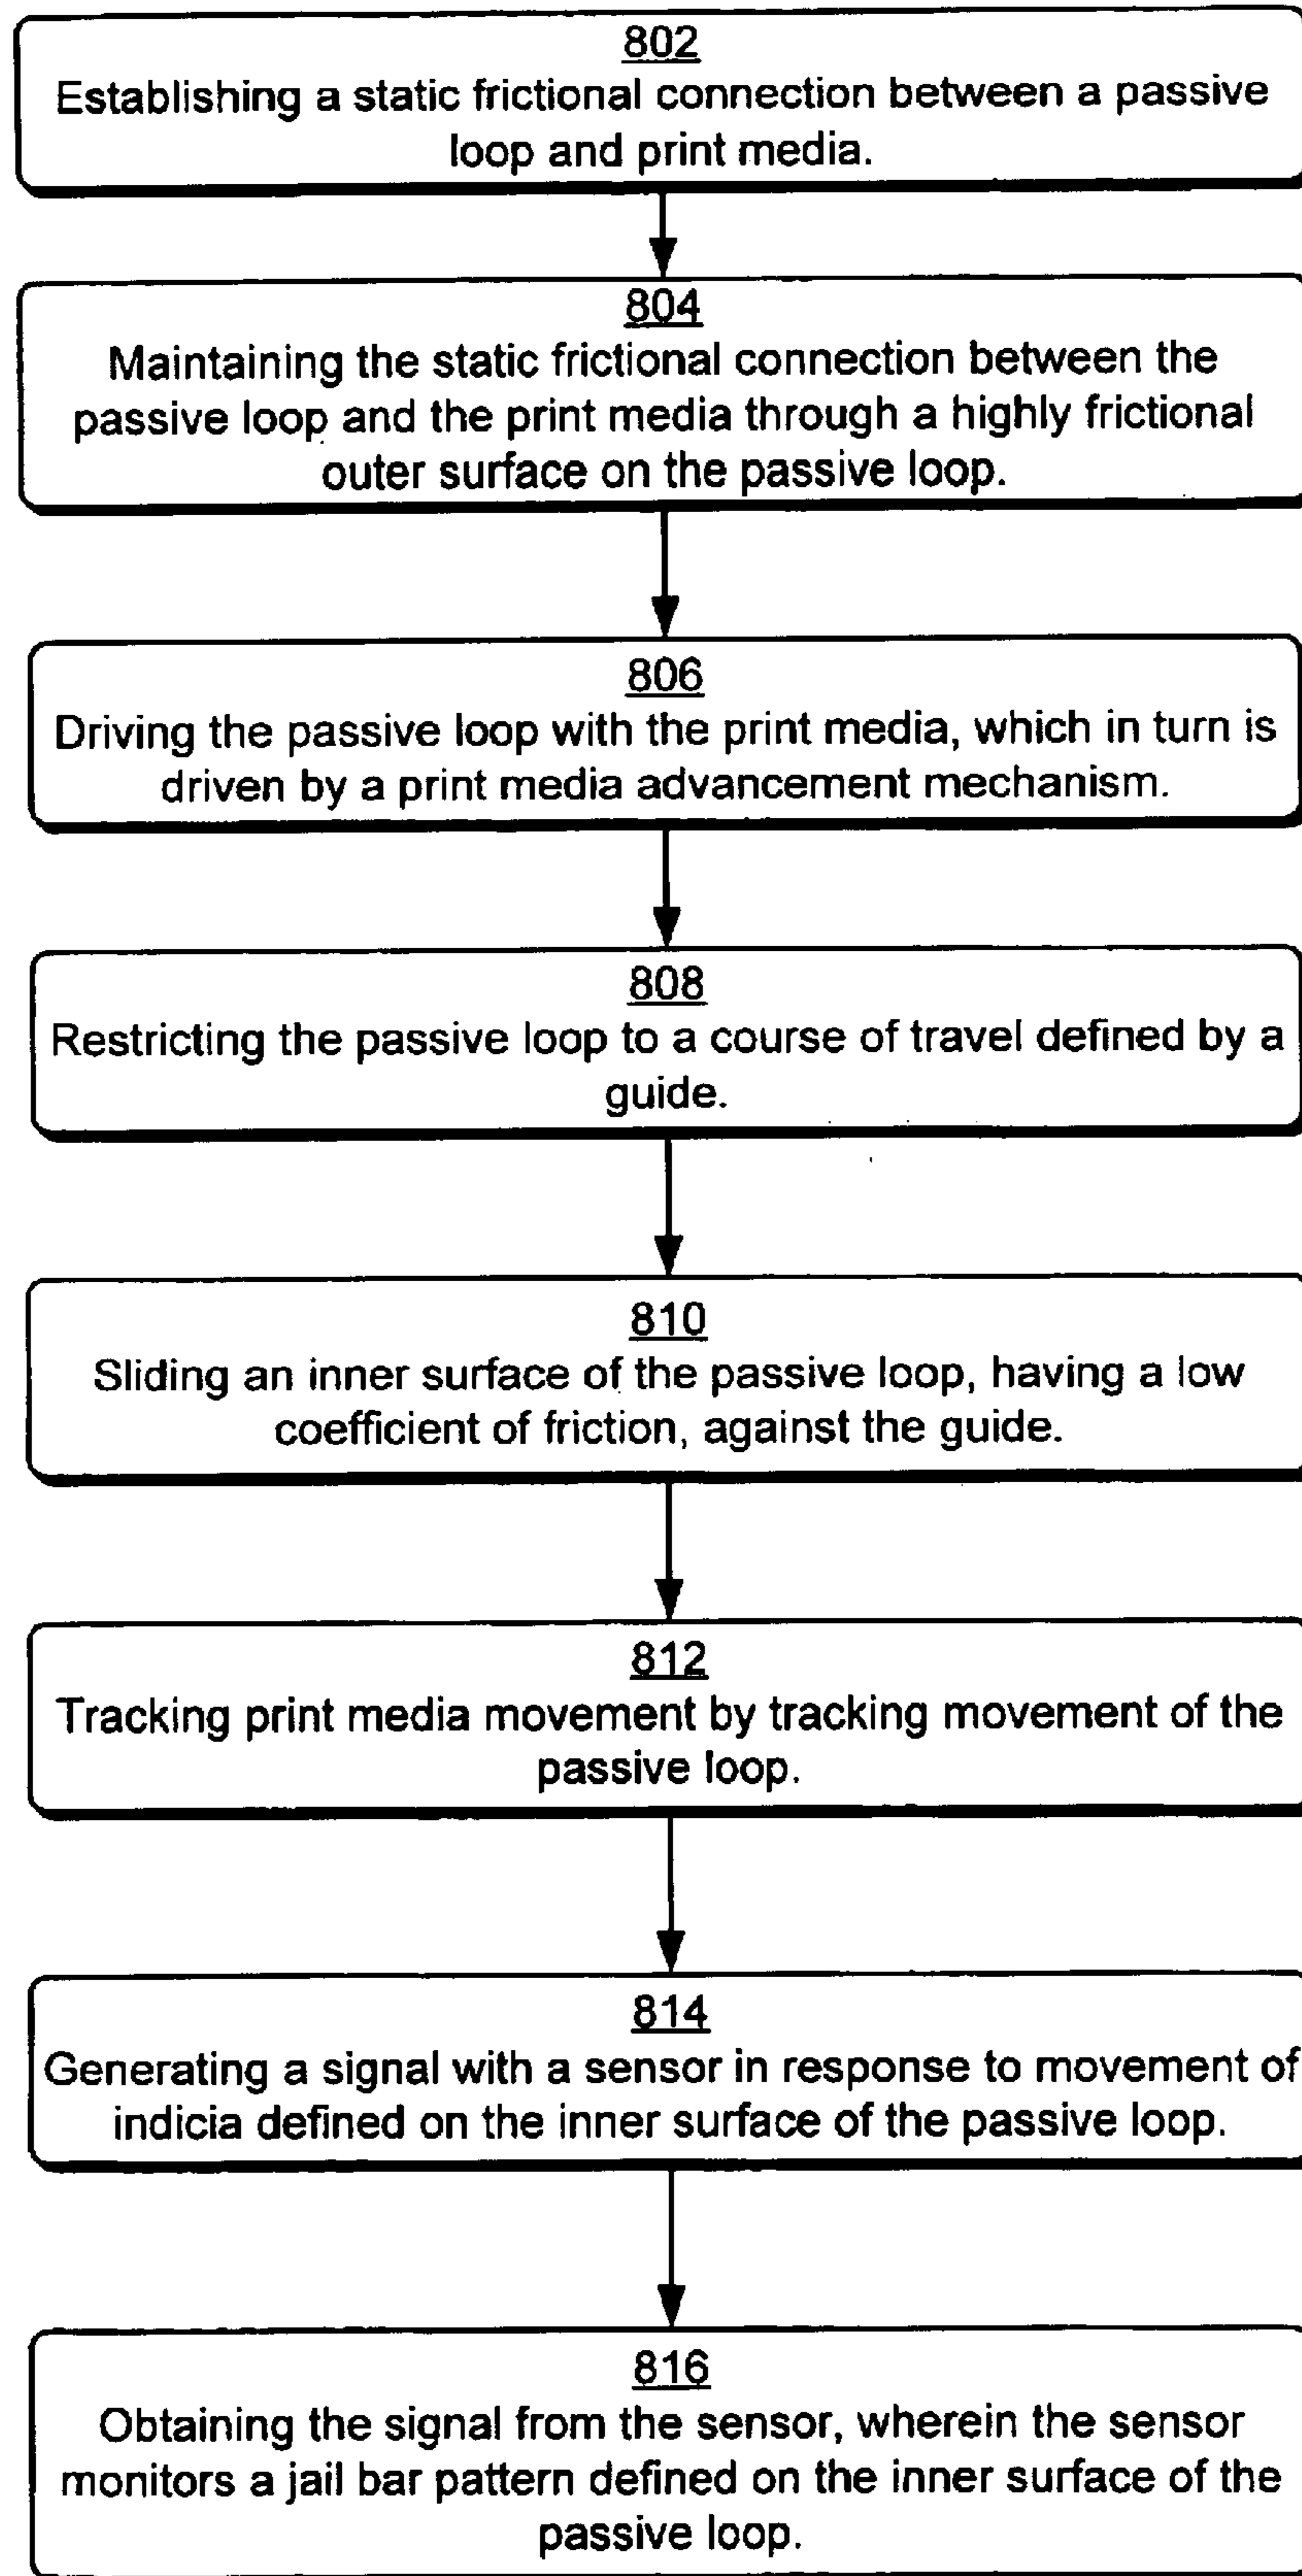 802
Establishing a static frictional connection between a passive
loop and print media.
804
Maintaining the static frictional connection between the
passive loop and the print media through a highly frictional
outer surface on the passive loop.
806
Driving the passive loop with the print media, which in turn is
driven by a print media advancement mechanism.
808
Restricting the passive loop to a course of travel defined by a
guide.
810
Sliding an inner surface of the passive loop, having a low
coefficient of friction, against the guide.
812
Tracking print media movement by tracking movement of the
passive loop.
814
Generating a signal with a sensor in response to movement of
indicia defined on the inner surface of the passive loop.
816
Obtaining the signal from the sensor, wherein the sensor
monitors a jail bar pattern defined on the inner surface of the
passive loop.